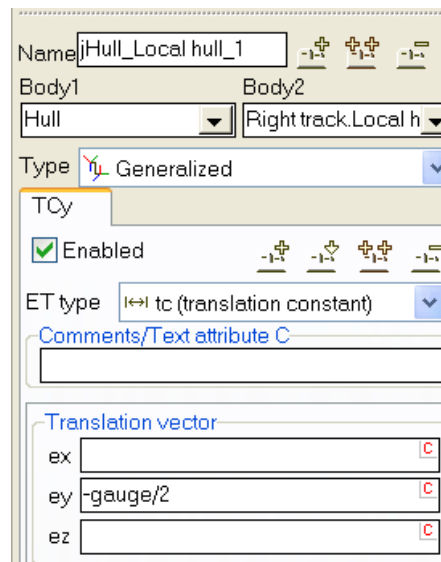 Name jHull_Local hull_1
Body1 Body2
Hull Right track.Local h
Type Generalized
TCy
Enabled
ET type tc (translation constant)
Comments/Text attribute C
Translation vector
ex C
ey -gauge/2 C
ez C